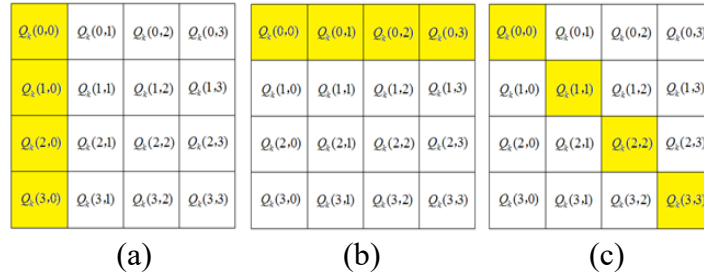 Qk(0,0) Qk(0,1) Qk(0,2) Qk(0,3) Qk(0,0) Qk(0,1) Qk(0,2) Qk(0,3) Qk(0,0) Qk(0,1) Qk(0,2) Qk(0,3)
Qk(1,0) Qk(1,1) Qk(1,2) Qk(1,3) Qk(1,0) Qk(1,1) Qk(1,2) Qk(1,3) Qk(1,0) Qk(1,1) Qk(1,2) Qk(1,3)
Qk(2,0) Qk(2,1) Qk(2,2) Qk(2,3) Qk(2,0) Qk(2,1) Qk(2,2) Qk(2,3) Qk(2,0) Qk(2,1) Qk(2,2) Qk(2,3)
Qk(3,0) Qk(3,1) Qk(3,2) Qk(3,3) Qk(3,0) Qk(3,1) Qk(3,2) Qk(3,3) Qk(3,0) Qk(3,1) Qk(3,2) Qk(3,3)
(a) (b) (c)